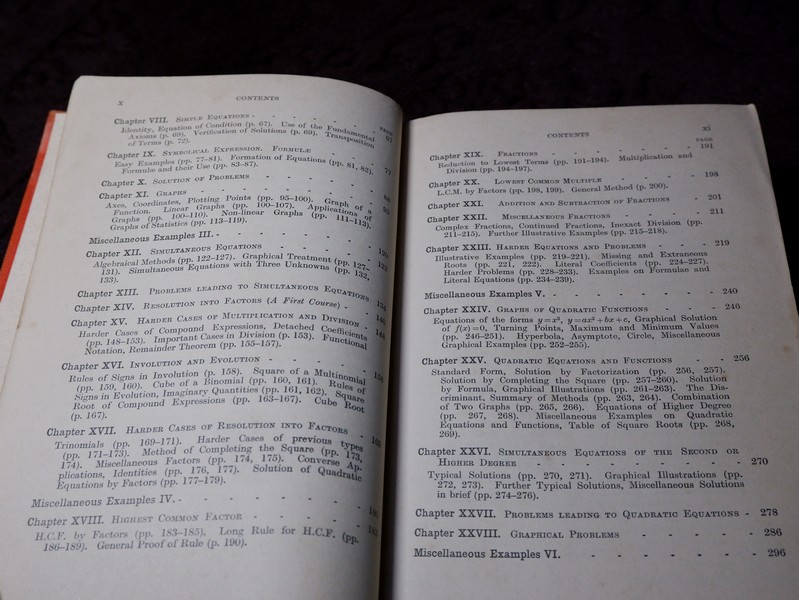 x
CONTENTS
PAGE
Chapter VIII. SIMPLE EQUATIONS - - - - - - 67
Identity, Equation of Condition (p. 67). Use of the Fundamental
Axioms (p. 69). Verification of Solutions (p. 69). Transposition
of Terms (p. 72).
Chapter IX. SYMBOLICAL EXPRESSION, FORMULÆ - - - 77
Easy Examples (pp. 77-81). Formation of Equations (pp. 81, 82).
Formulae and their Use (pp. 83-87).
Chapter X. SOLUTION OF PROBLEMS - - - -
Chapter XI. GRAPHS - - - - - - 95
Axes, Coordinates, Plotting Points (pp. 95-100). Graph of a
Function. Linear Graphs (pp. 100-107). Applications of
Graphs (pp. 100-110). Non-linear Graphs (pp. 111-113).
Graphs of Statistics (pp. 113-119).
Miscellaneous Examples III. - - - - - -
Chapter XII. SIMULTANEOUS EQUATIONS - - - - 122
Algebraical Methods (pp. 122-127). Graphical Treatment (pp. 127-
131). Simultaneous Equations with Three Unknowns (pp. 132,
133).
Chapter XIII. PROBLEMS LEADING TO SIMULTANEOUS EQUATIONS 134
Chapter XIV. RESOLUTION INTO FACTORS (A First Course) -
Chapter XV. HARDER CASES OF MULTIPLICATION AND DIVISION -
Harder Cases of Compound Expressions, Detached Coefficients
(pp. 148-153). Important Cases in Division (p. 153). Functional
Notation, Remainder Theorem (pp. 155-157).
Chapter XVI. INVOLUTION AND EVOLUTION - - - -
Rules of Signs in Involution (p. 158). Square of a Multinomial
(pp. 159, 160). Cube of a Binomial (pp. 160, 161). Rules of
Signs in Evolution, Imaginary Quantities (pp. 161, 162). Square
Root of Compound Expressions (pp. 163-167). Cube Root
(p. 167).
Chapter XVII. HARDER CASES OF RESOLUTION INTO FACTORS -
Trinomials (pp. 169-171). Harder Cases of previous types
(pp. 171-173). Method of Completing the Square (pp. 173,
174). Miscellaneous Factors (pp. 174, 175). Converse Ap-
plications, Identities (pp. 176, 177). Solution of Quadratic
Equations by Factors (pp. 177-179).
Miscellaneous Examples IV. - - - - - - -
Chapter XVIII. HIGHEST COMMON FACTOR - - - -
H.C.F. by Factors (pp. 183-185). Long Rule for H.C.F. (pp.
186-189). General Proof of Rule (p. 190).
CONTENTS
xi
PAGE
Chapter XIX. FRACTIONS - - - - - - 191
Reduction to Lowest Terms (pp. 191-194). Multiplication and
Division (pp. 194-197).
Chapter XX. LOWEST COMMON MULTIPLE - - - - 198
L.C.M. by Factors (pp. 198, 199). General Method (p. 200).
Chapter XXI. ADDITION AND SUBTRACTION OF FRACTIONS - 201
Chapter XXII. MISCELLANEOUS FRACTIONS - - - - 211
Complex Fractions, Continued Fractions, Inexact Division (pp.
211-215). Further Illustrative Examples (pp. 215-218).
Chapter XXIII. HARDER EQUATIONS AND PROBLEMS - - - 219
Illustrative Examples (pp. 219-221). Missing and Extraneous
Roots (pp. 221, 222). Literal Coefficients (pp. 224-227).
Harder Problems (pp. 228-233). Examples on Formulae and
Literal Equations (pp. 234-239).
Miscellaneous Examples V. - - - - - - - 240
Chapter XXIV. GRAPHS OF QUADRATIC FUNCTIONS - - - 246
Equations of the forms y=x², y=ax²+bx+c, Graphical Solution
of f(x)=0, Turning Points, Maximum and Minimum Values
(pp. 246-251). Hyperbola, Asymptote, Circle, Miscellaneous
Graphical Examples (pp. 252-255).
Chapter XXV. QUADRATIC EQUATIONS AND FUNCTIONS - - 256
Standard Form, Solution by Factorization (pp. 256, 257),
Solution by Completing the Square (pp. 257-260). Solution
by Formula, Graphical Illustrations (pp. 261-263). The Dis-
criminant, Summary of Methods (pp. 263, 264). Combination
of Two Graphs (pp. 265, 266). Equations of Higher Degree
(pp. 267, 268). Miscellaneous Examples on Quadratic
Equations and Functions, Table of Square Roots (pp. 268,
269).
Chapter XXVI. SIMULTANEOUS EQUATIONS OF THE SECOND OR
HIGHER DEGREE - - - - - - - 270
Typical Solutions (pp. 270, 271). Graphical Illustrations (pp.
272, 273). Further Typical Solutions, Miscellaneous Solutions
in brief (pp. 274-276).
Chapter XXVII. PROBLEMS LEADING TO QUADRATIC EQUATIONS - 278
Chapter XXVIII. GRAPHICAL PROBLEMS - - - - - 286
Miscellaneous Examples VI. - - - - - - 296